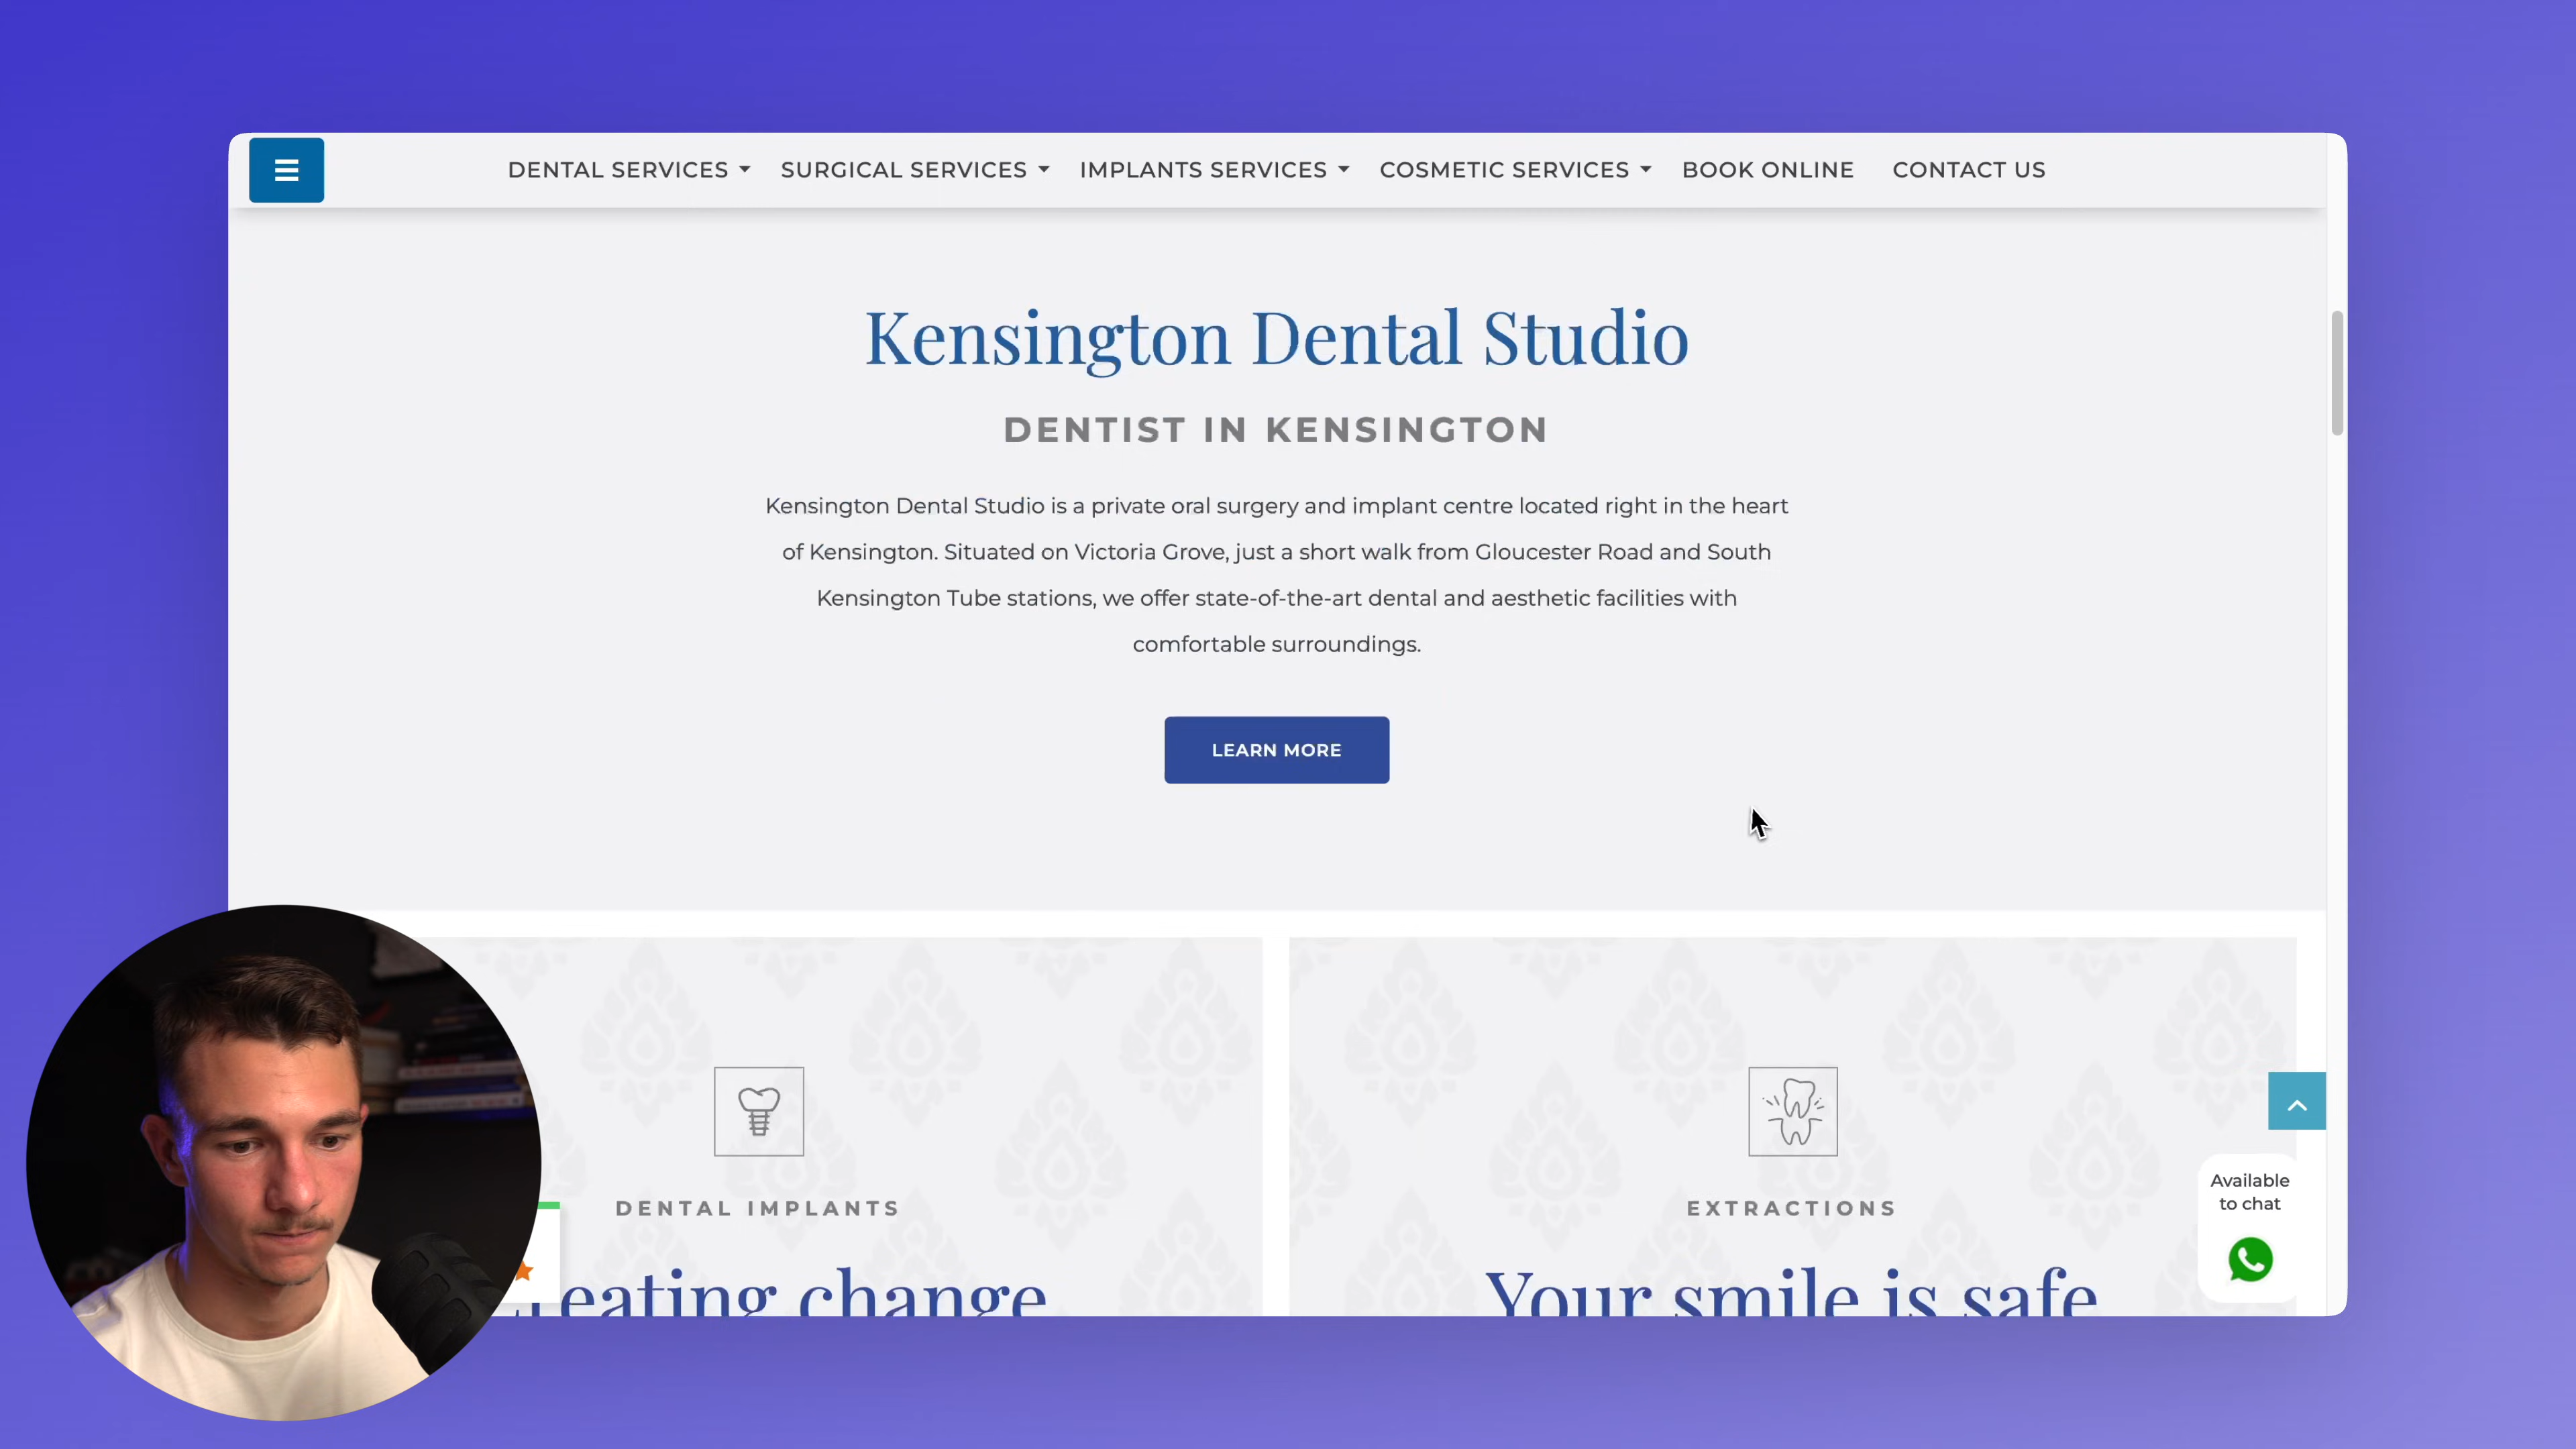 DENTAL SERVICES
SURGICAL SERVICES
IMPLANTS SERVICES
COSMETIC SERVICES
BOOK ONLINE
CONTACT US
Kensington Dental Studio
DENTIST IN KENSINGTON
Kensington Dental Studio is a private oral surgery and implant centre located right in the heart
of Kensington. Situated on Victoria Grove, just a short walk from Gloucester Road and South
Kensington Tube stations, we offer state-of-the-art dental and aesthetic facilities with
comfortable surroundings.
LEARN MORE
DENTAL IMPLANTS
EXTRACTIONS
change
Your smile is safe
Available
to chat